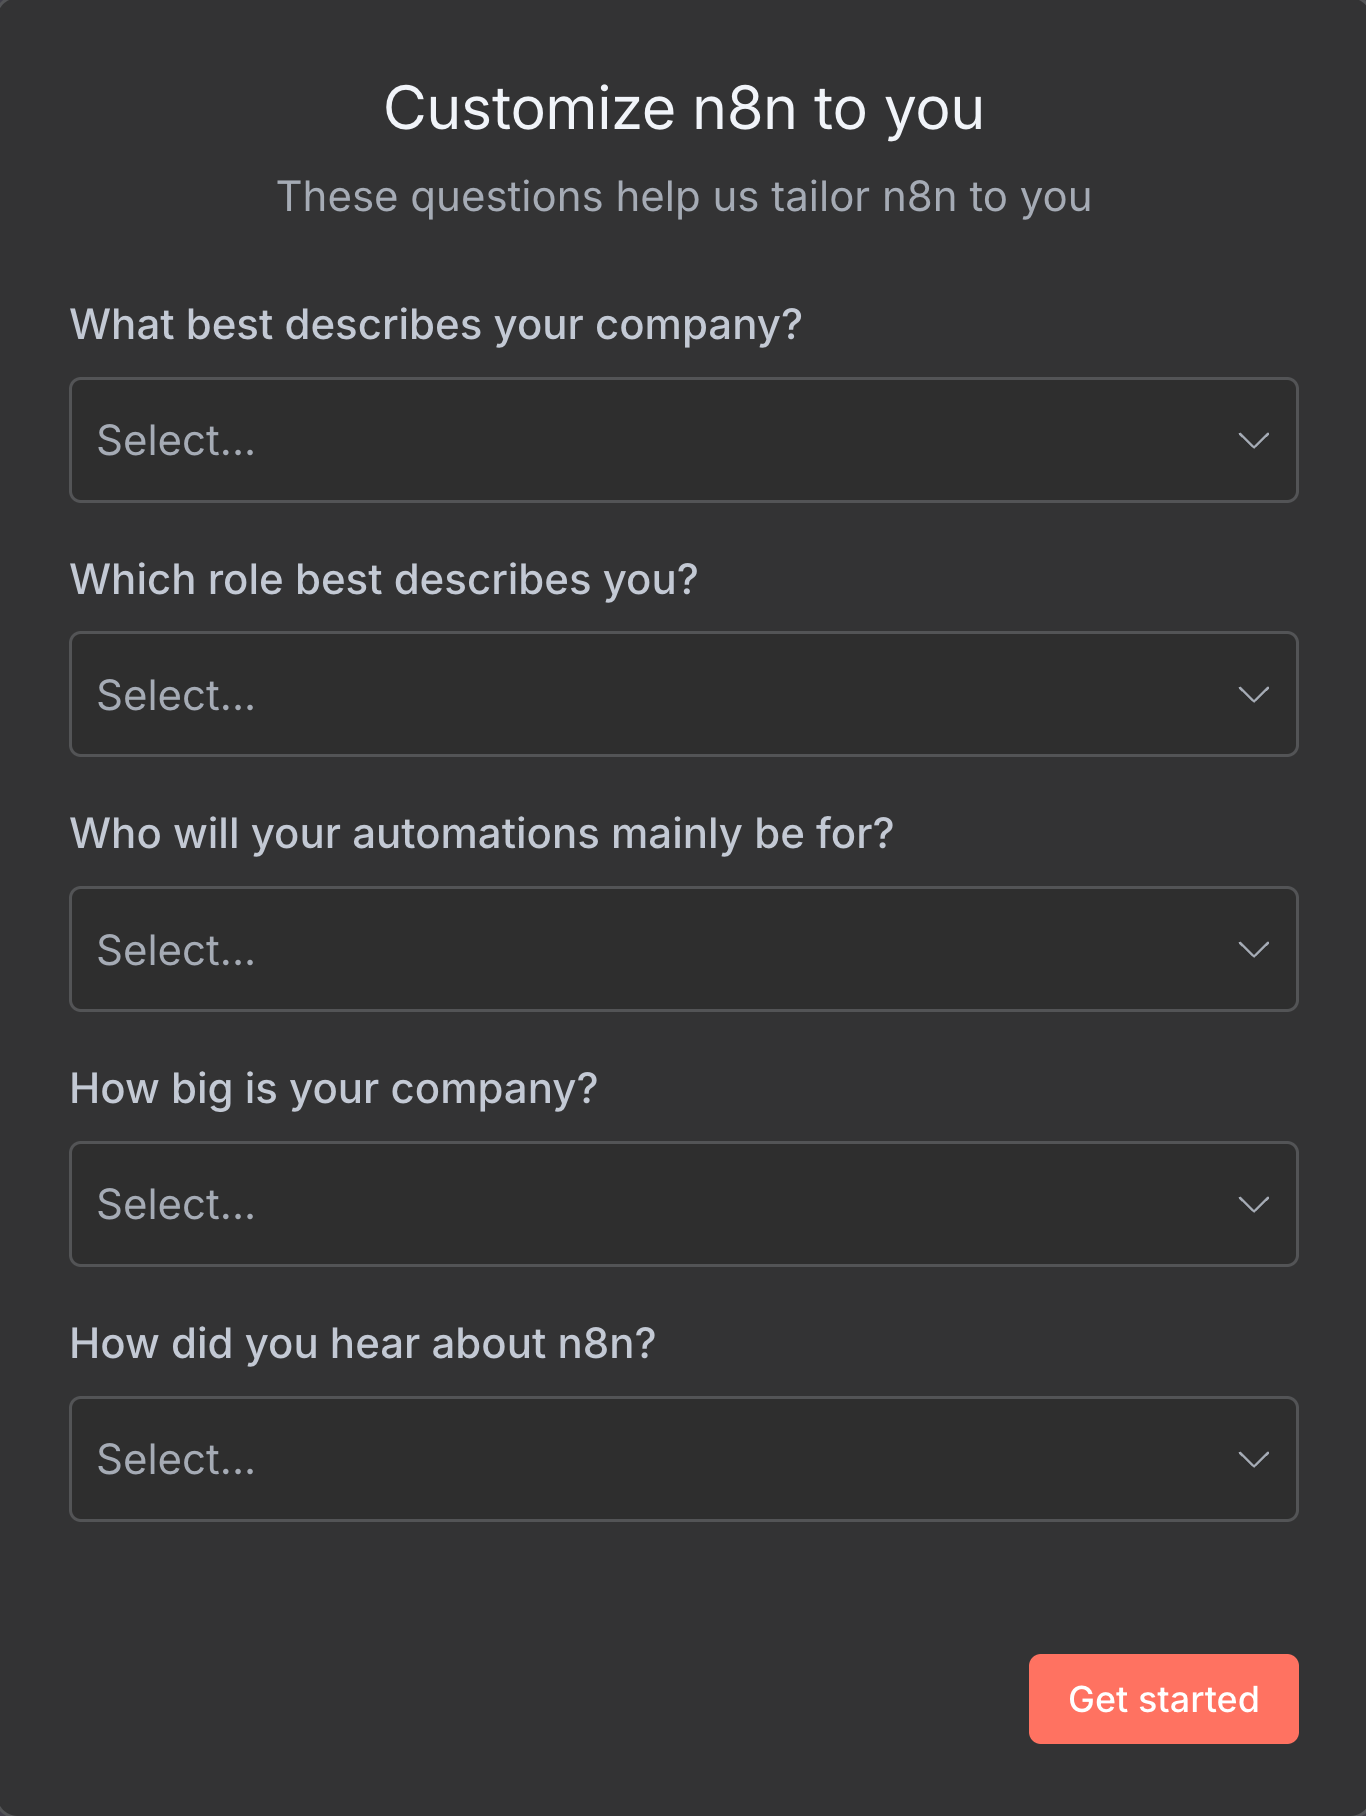 Customize n8n to you
These questions help us tailor n8n to you
What best describes your company?
Select...
Which role best describes you?
Select...
Who will your automations mainly be for?
Select...
How big is your company?
Select...
How did you hear about n8n?
Select...
Get started